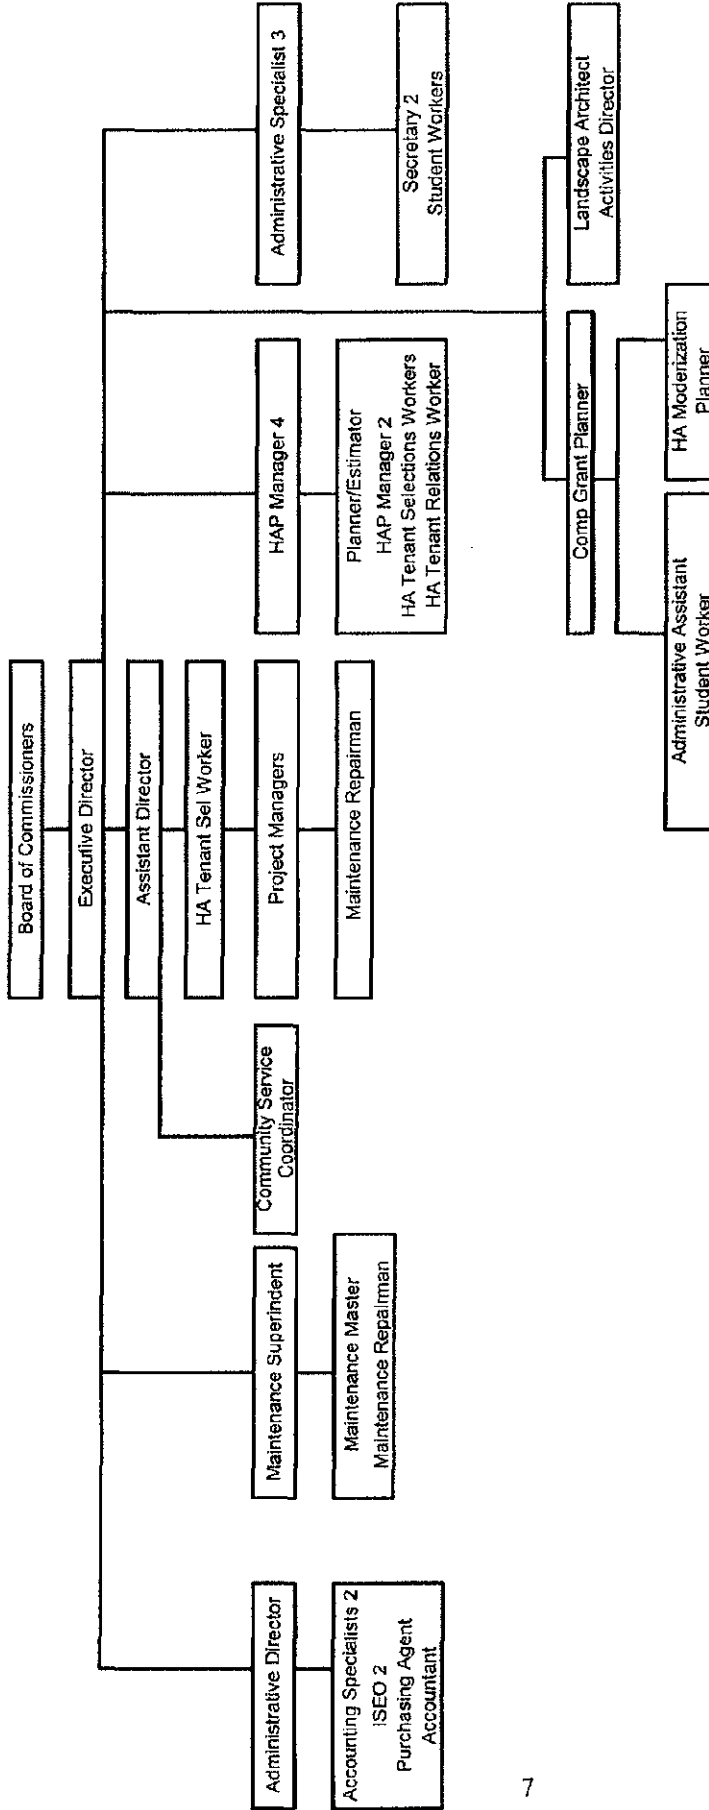 Board of Commissioners
Executive Director
Assistant Director
HA Tenant Sel Worker
Project Managers
Maintenance Repairman
Administrative Director
Accounting Specialists 2
ISEO 2
Purchasing Agent
Accountant
Maintenance Superindent
Maintenance Master
Maintenance Repairman
Community Service
Coordinator
HAP Manager 4
Planner/Estimator
HAP Manager 2
HA Tenant Selections Workers
HA Tenant Relations Worker
Administrative Specialist 3
Secretary 2
Student Workers
Comp Grant Planner
Landscape Architect
Activities Director
Administrative Assistant
Student Worker
HA Moderization
Planner
7